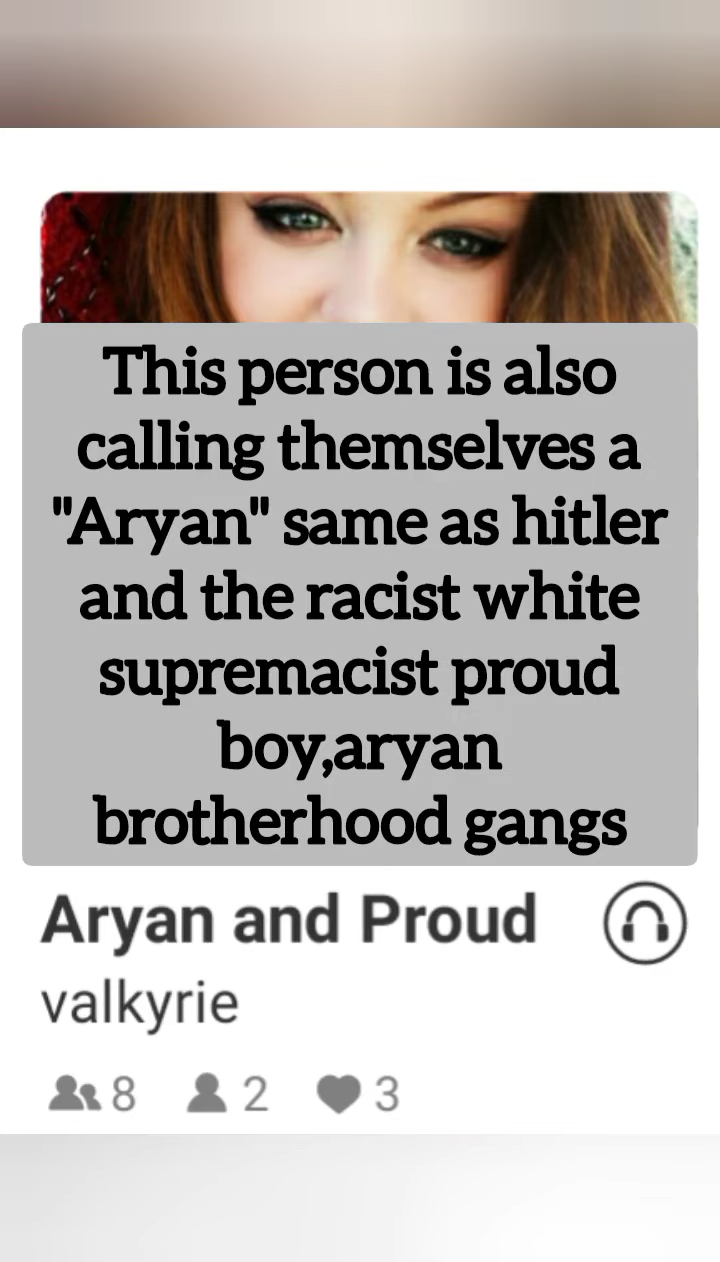 This person is also
calling themselves a
"Aryan" same as hitler
and the racist white
supremacist proud
boy,aryan
brotherhood gangs
Aryan and Proud
valkyrie
8 2 3